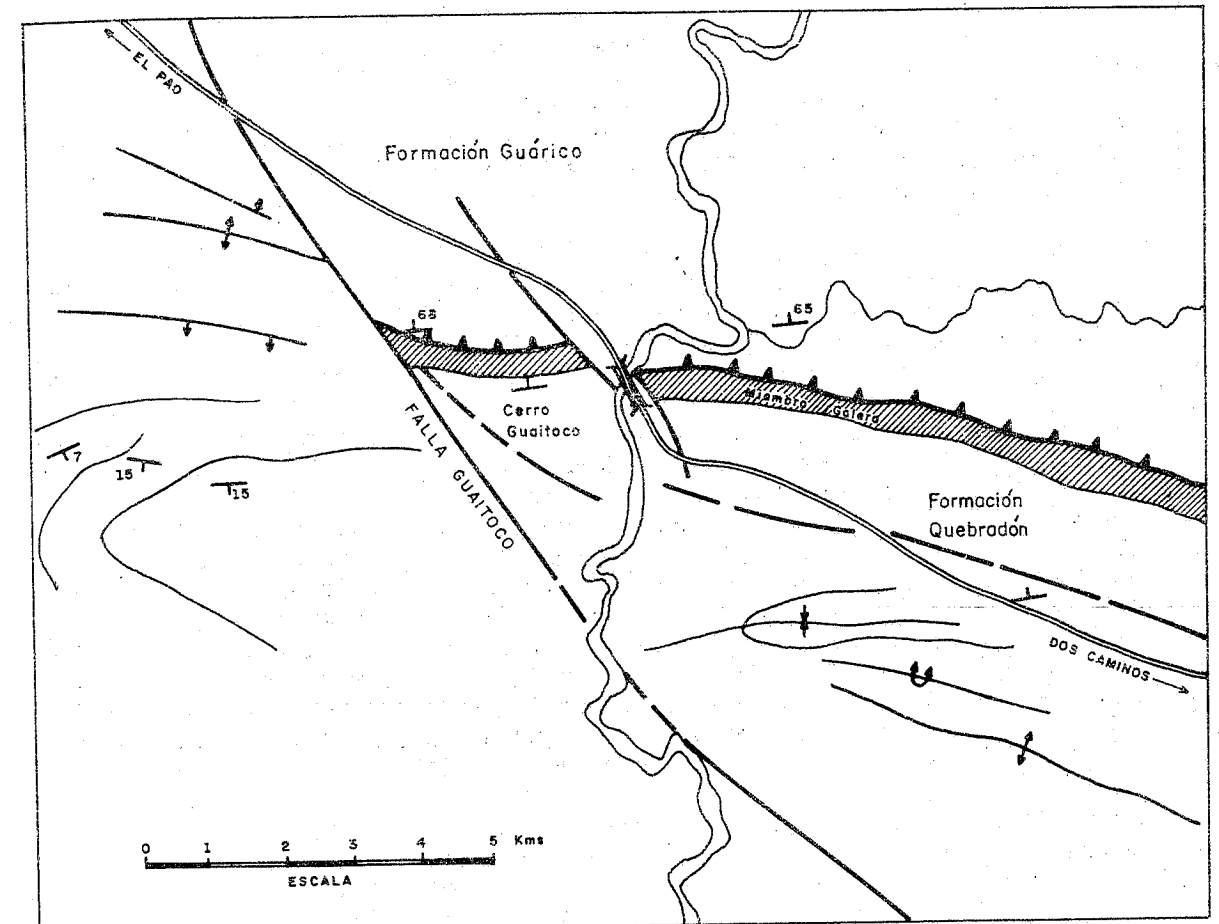 EL PAO
Formación Guárico
65
68
Miembro Galera
Cerro
Guaitoco
FALLA GUAITOCO
7
15
15
Formación
Quebradón
DOS CAMINOS
0 1 2 3 4 5 Kms
ESCALA